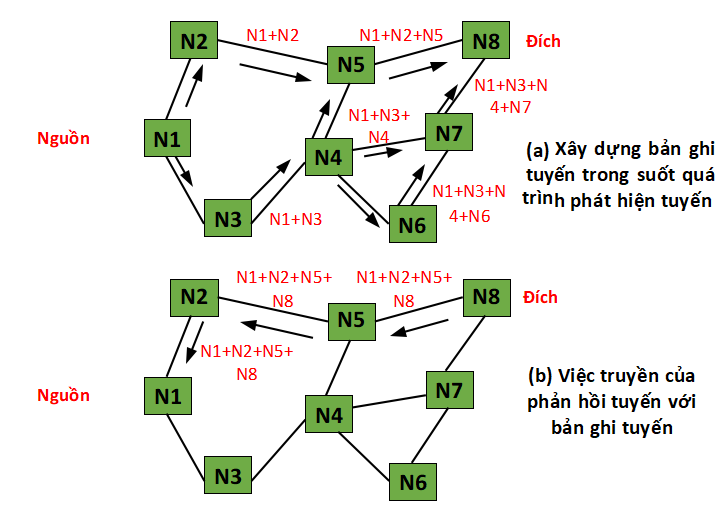 N1+N2
N1+N2+N5
N2
N8
Đích
N5
N1+N3+N
4+N7
N1+N3+
N4
Nguồn
N1
N7
N4
(a) Xây dựng bản ghi
tuyến trong suốt quá
trình phát hiện tuyến
N1+N3+N
4+N6
N3
N1+N3
N6
N1+N2+N5+
N8
N1+N2+N5+
N8
N2
N8
Đích
N5
N1+N2+N5+
N8
Nguồn
N1
N7
N4
(b) Việc truyền của
phản hồi tuyến với
bản ghi tuyến
N3
N6